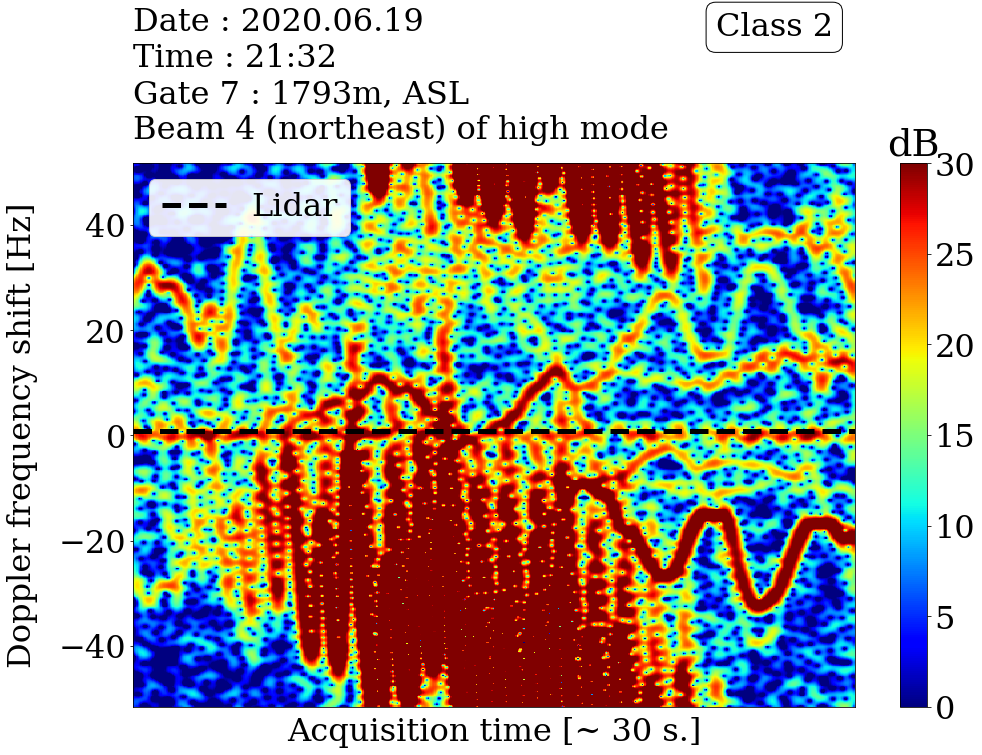 Date : 2020.06.19
Time : 21:32
Gate 7 : 1793m, ASL
Beam 4 (northeast) of high mode
Class 2
dB
Lidar
Doppler frequency shift [Hz]
40
20
0
−20
−40
30
25
20
15
10
5
0
Acquisition time [~ 30 s.]